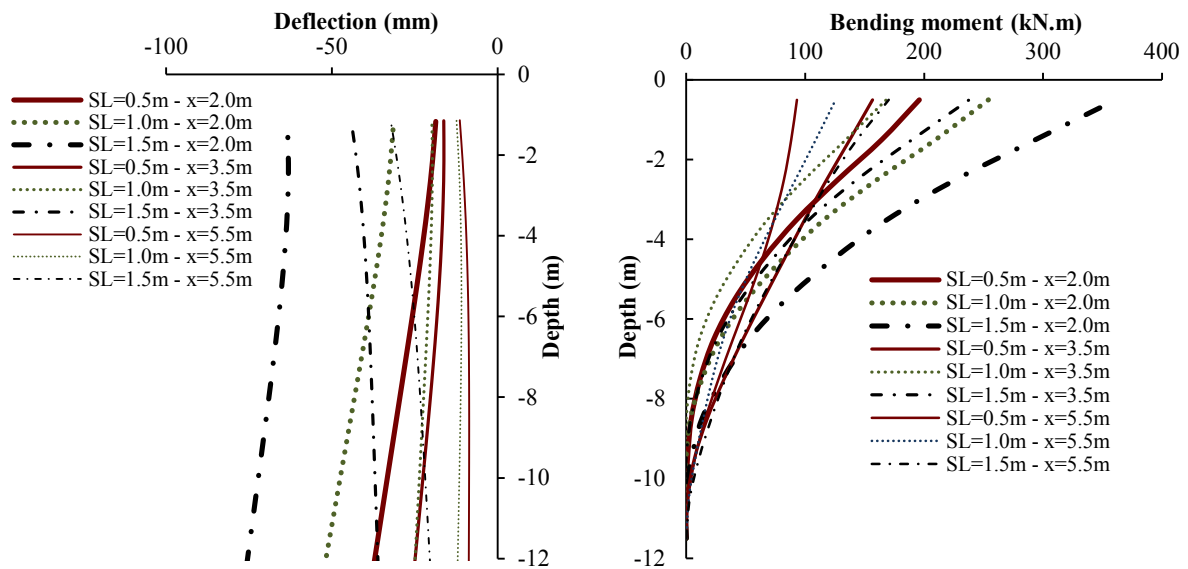 Deflection (mm)
-100
-50
0
0
-2
-4
-6
-8
-10
-12
Depth (m)
SL=0.5m - x=2.0m
SL=1.0m - x=2.0m
SL=1.5m - x=2.0m
SL=0.5m - x=3.5m
SL=1.0m - x=3.5m
SL=1.5m - x=3.5m
SL=0.5m - x=5.5m
SL=1.0m - x=5.5m
SL=1.5m - x=5.5m
Bending moment (kN.m)
0
100
200
300
400
0
-2
-4
-6
-8
-10
-12
Depth (m)
SL=0.5m - x=2.0m
SL=1.0m - x=2.0m
SL=1.5m - x=2.0m
SL=0.5m - x=3.5m
SL=1.0m - x=3.5m
SL=1.5m - x=3.5m
SL=0.5m - x=5.5m
SL=1.0m - x=5.5m
SL=1.5m - x=5.5m